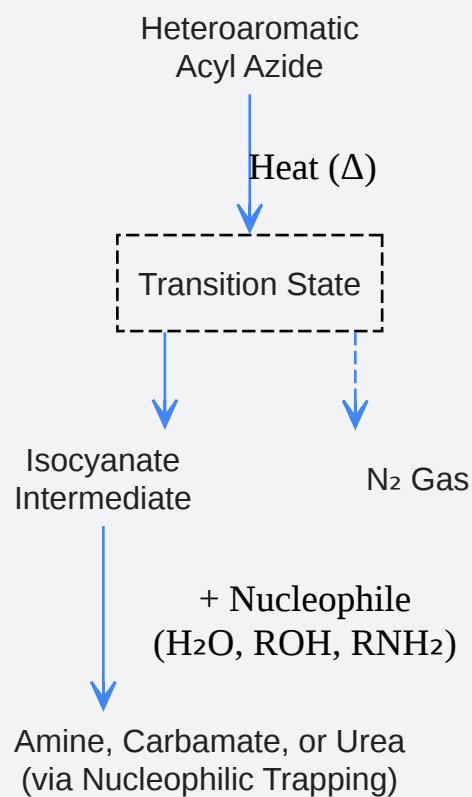 Heteroaromatic
Acyl Azide
Heat (Δ)
Transition State
Isocyanate
Intermediate
N₂ Gas
+ Nucleophile
(H₂O, ROH, RNH₂)
Amine, Carbamate, or Urea
(via Nucleophilic Trapping)